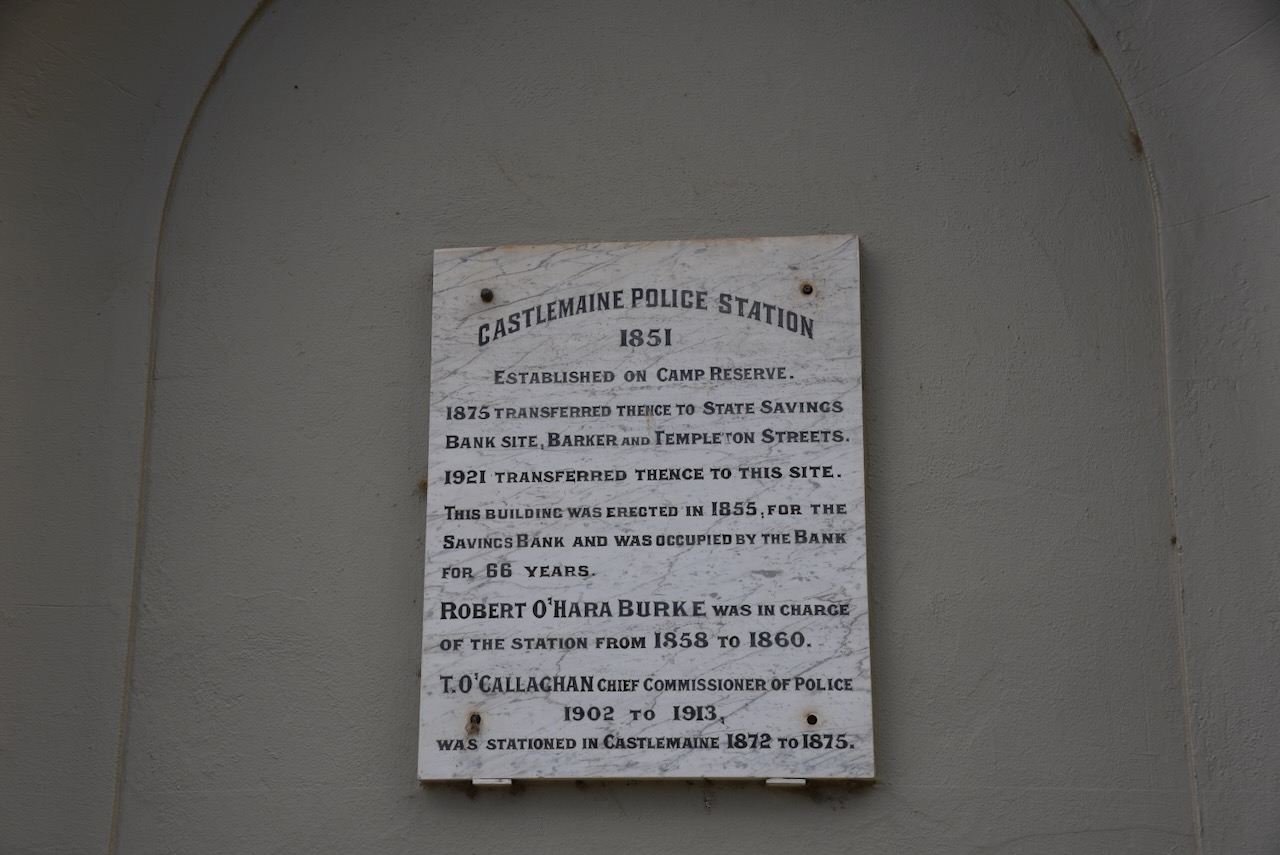 CASTLEMAINE POLICE STATION
1851
ESTABLISHED ON CAMP RESERVE.
1875 TRANSFERRED THENCE TO STATE SAVINGS
BANK SITE, BARKER AND TEMPLETON STREETS.
1921 TRANSFERRED THENCE TO THIS SITE.
THIS BUILDING WAS ERECTED IN 1855, FOR THE
SAVINGS BANK AND WAS OCCUPIED BY THE BANK
FOR 66 YEARS.
ROBERT O'HARA BURKE WAS IN CHARGE
OF THE STATION FROM 1858 TO 1860.
T. O'CALLAGHAN CHIEF COMMISSIONER OF POLICE
1902 TO 1913,
WAS STATIONED IN CASTLEMAINE 1872 TO 1875.